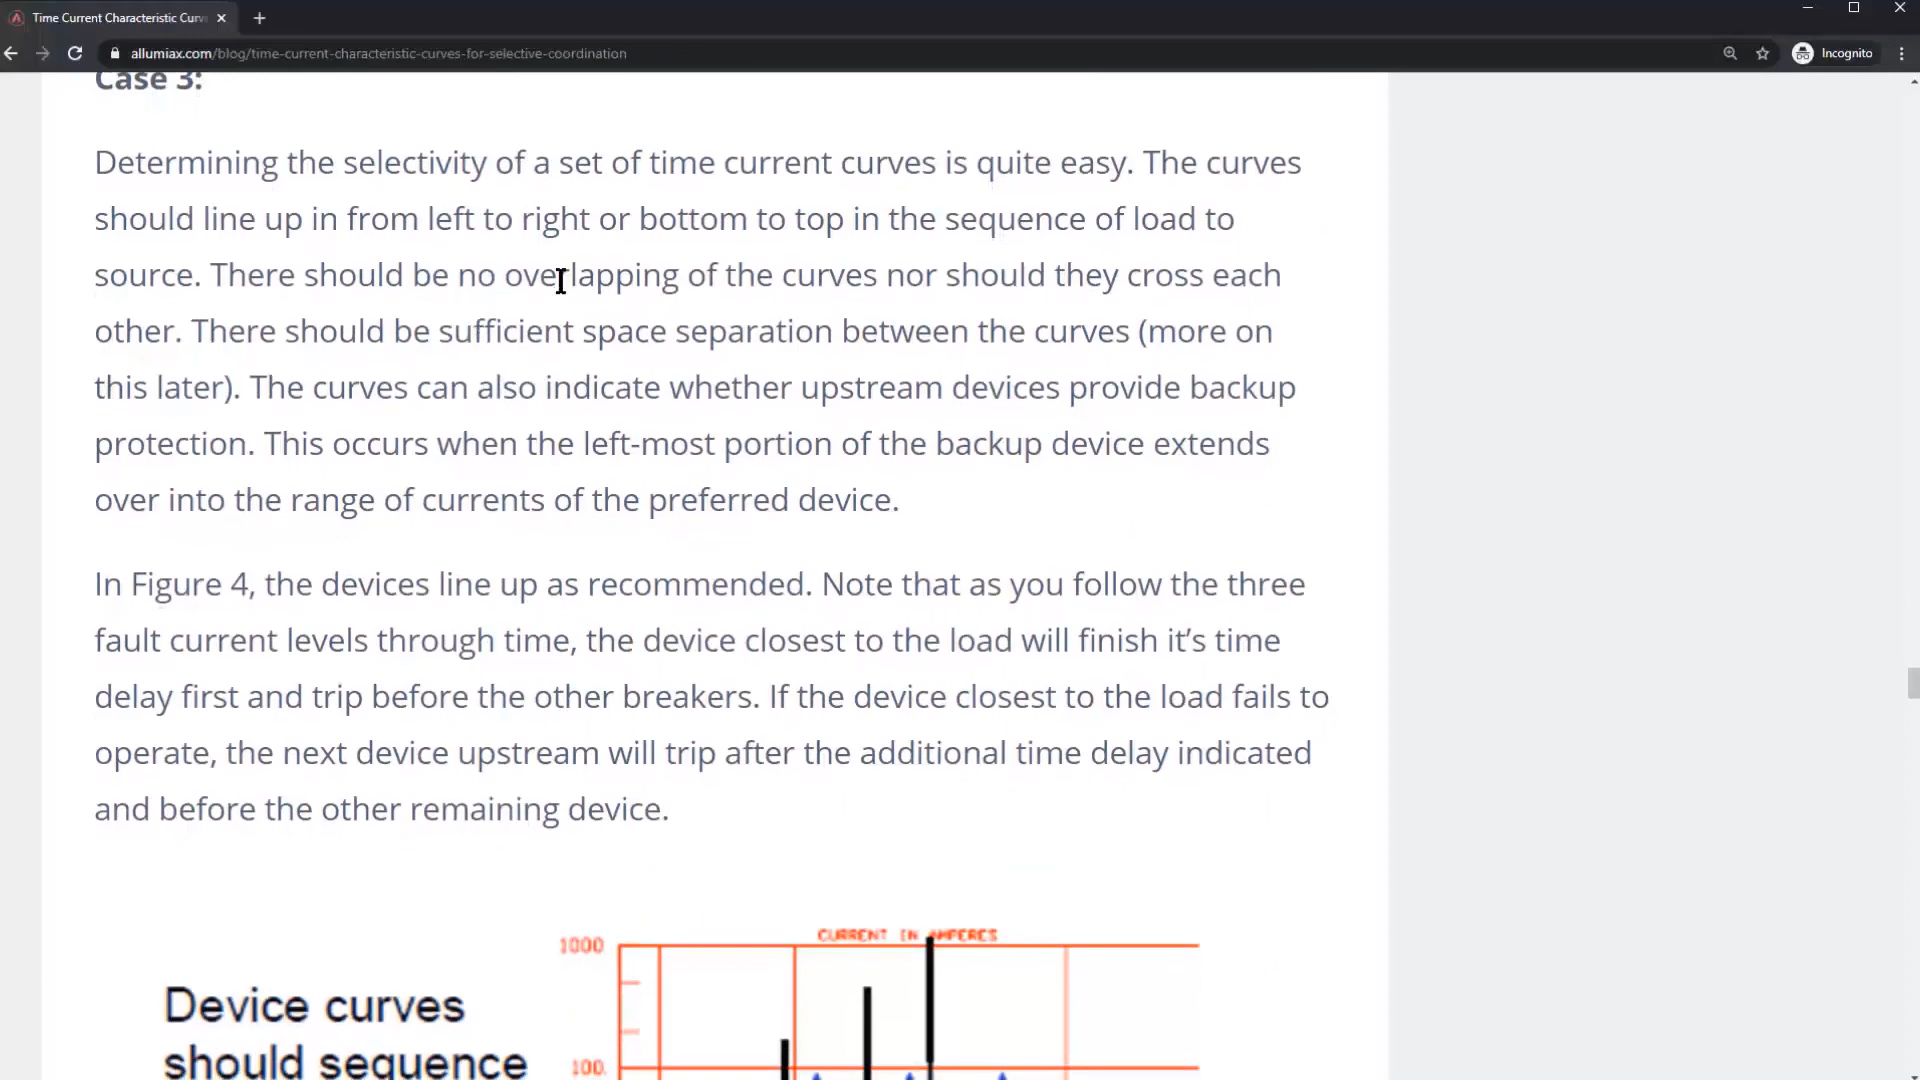 Time Current Characteristic Curv
allumiax.com/blog/time-current-characteristic-curves-for-selective-coordination
Incognito
Case 3:
Determining the selectivity of a set of time current curves is quite easy. The curves
should line up in from left to right or bottom to top in the sequence of load to
source. There should be no overlapping of the curves nor should they cross each
other. There should be sufficient space separation between the curves (more on
this later). The curves can also indicate whether upstream devices provide backup
protection. This occurs when the left-most portion of the backup device extends
over into the range of currents of the preferred device.
In Figure 4, the devices line up as recommended. Note that as you follow the three
fault current levels through time, the device closest to the load will finish it’s time
delay first and trip before the other breakers. If the device closest to the load fails to
operate, the next device upstream will trip after the additional time delay indicated
and before the other remaining device.
CURRENT IN AMPERES
1000
Device curves
should sequence
100.